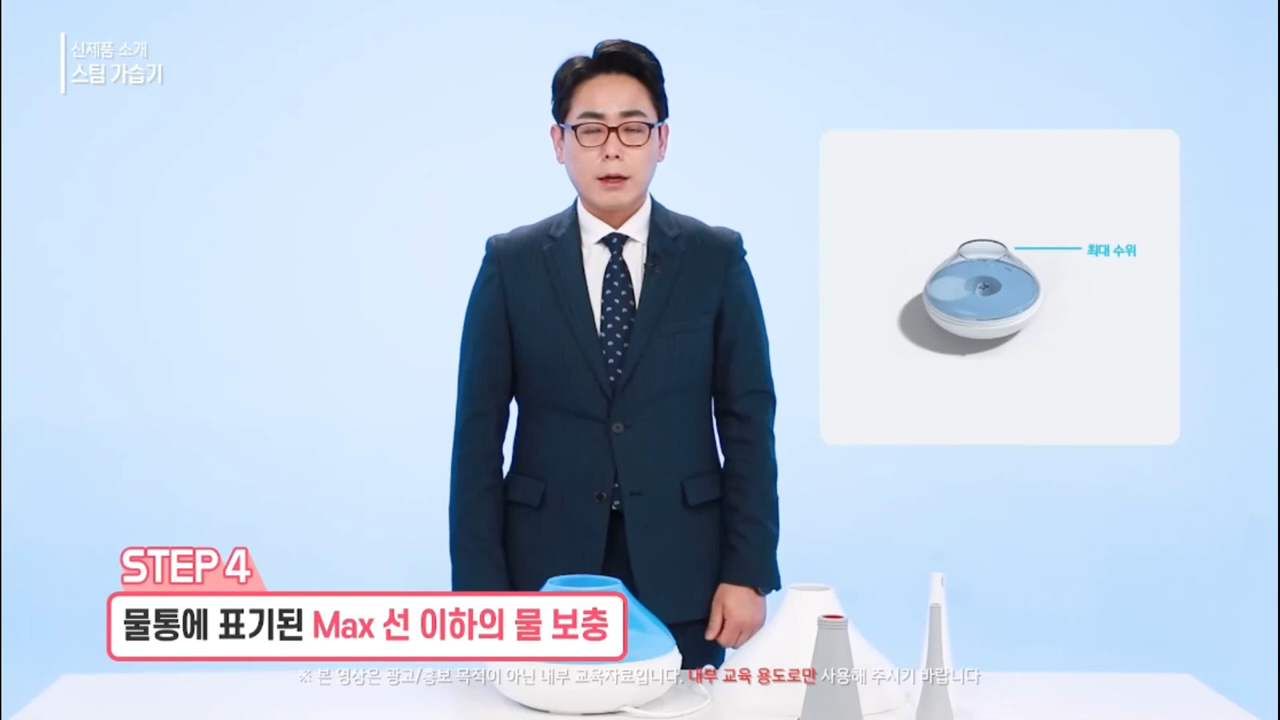 신제품 소개
스팀 가습기
최대 수위
STEP 4
물통에 표기된 Max 선 이하의 물 보충
※ 본 영상은 광고/홍보 목적이 아닌 내부 교육자료입니다. 내부 교육 용도로만 사용해 주시기 바랍니다